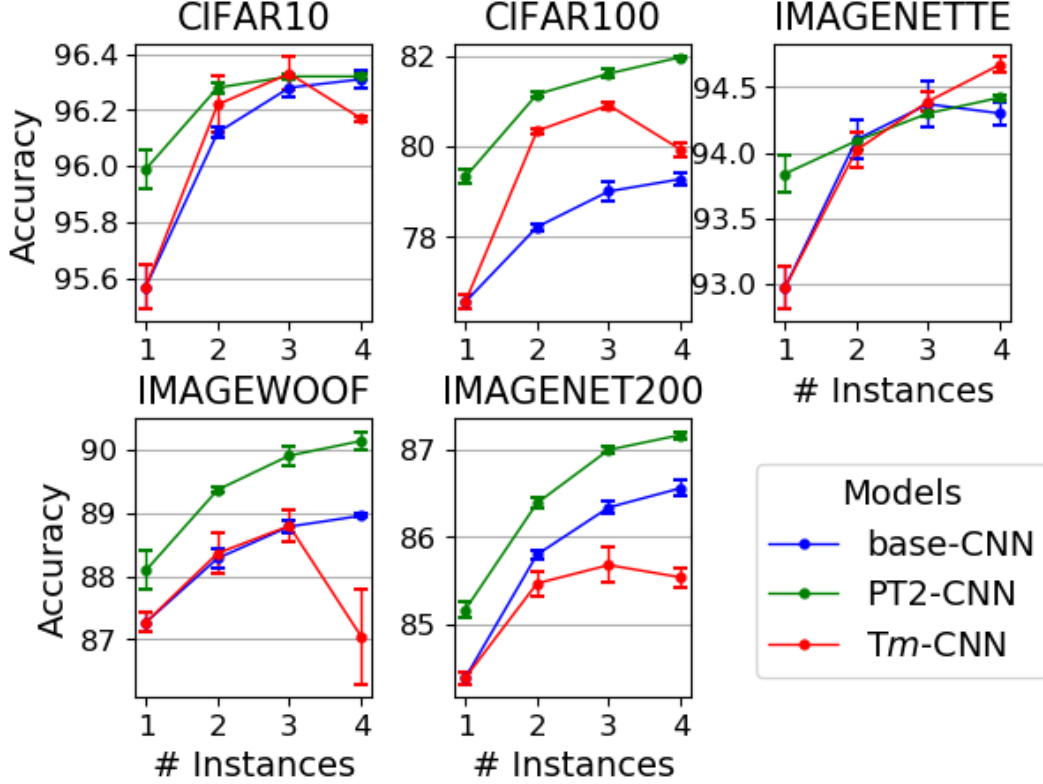 CIFAR10
CIFAR100
IMAGENETTE
Accuracy
96.4
96.2
96.0
95.8
95.6
1 2 3 4
82
80
78
1 2 3 4
94.5
94.0
93.5
93.0
1 2 3 4
# Instances
IMAGEWOOF
IMAGENET200
Accuracy
90
89
88
87
1 2 3 4
# Instances
87
86
85
1 2 3 4
# Instances
Models
base-CNN
PT2-CNN
Tm-CNN